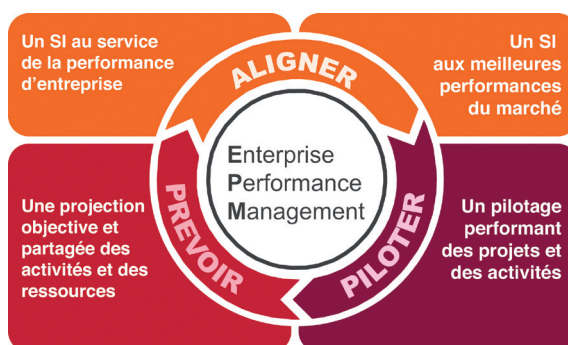 Un SI au service
de la performance
d'entreprise
ALIGNER
Un SI
aux meilleures
performances
du marché
Enterprise
Performance
Management
PREVOIR
PILOTER
Une projection
objective et
partagée des
activités et des
ressources
Un pilotage
performant
des projets et
des activités